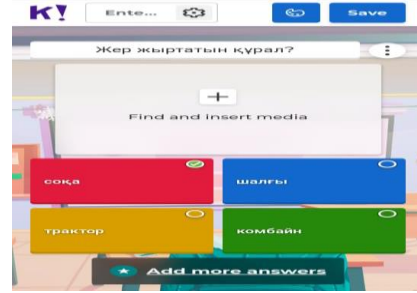 K!
Ente...
Save
Жер жыртатын құрал?
Find and insert media
соқа
шалғы
трактор
комбайн
Add more answers